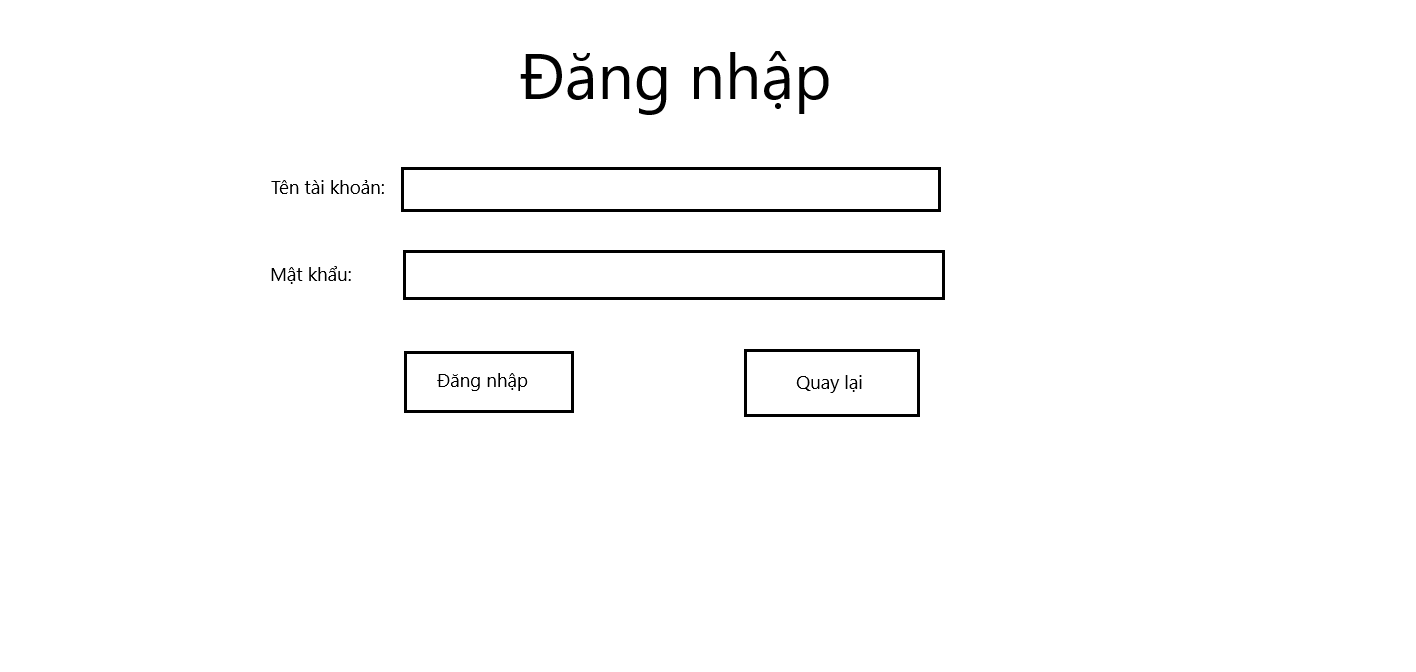 Đăng nhập
Tên tài khoản:
Mật khẩu:
Đăng nhập
Quay lại